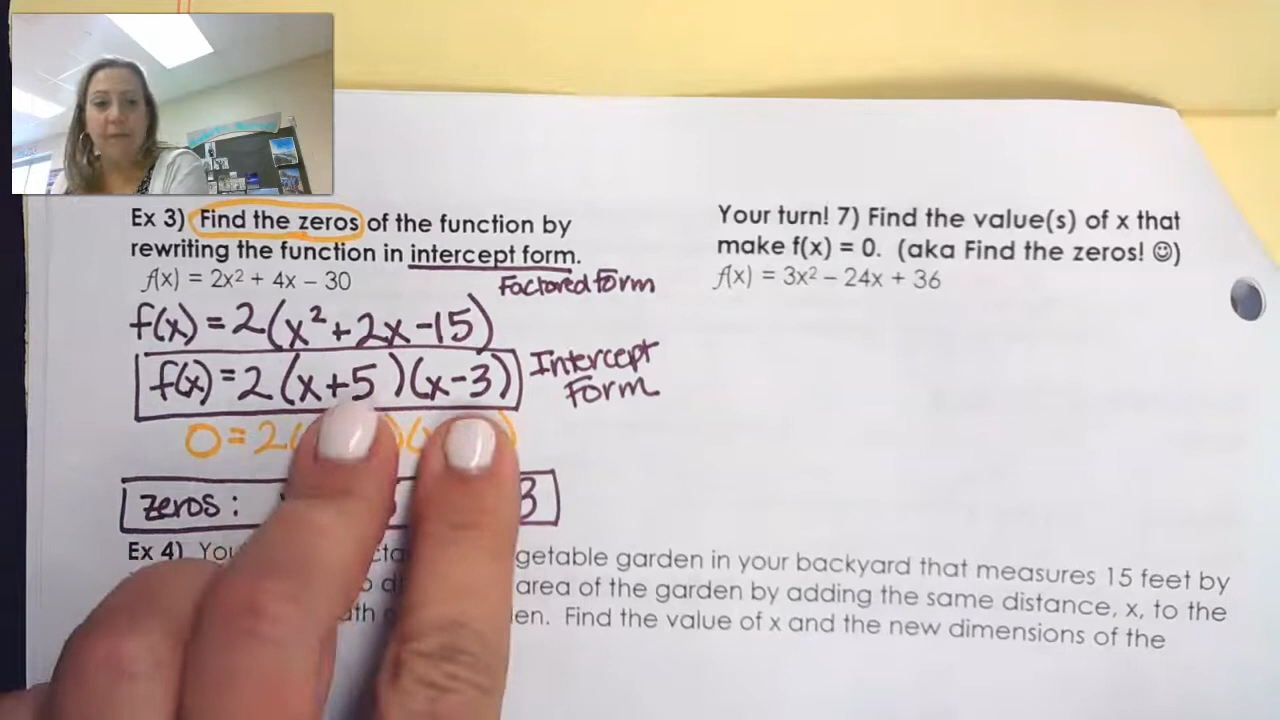 Ex 3) Find the zeros of the function by
rewriting the function in intercept form.
f(x) = 2x² + 4x – 30
Factored form
f(x) = 2(x² + 2x - 15)
f(x) = 2(x+5)(x-3)
Intercept
Form
0 = 2(
zeros: 3
Ex 4) You getable garden in your backyard that measures 15 feet by
area of the garden by adding the same distance, x, to the
Find the value of x and the new dimensions of the
Your turn! 7) Find the value(s) of x that
make f(x) = 0. (aka Find the zeros! ☺)
f(x) = 3x² – 24x + 36